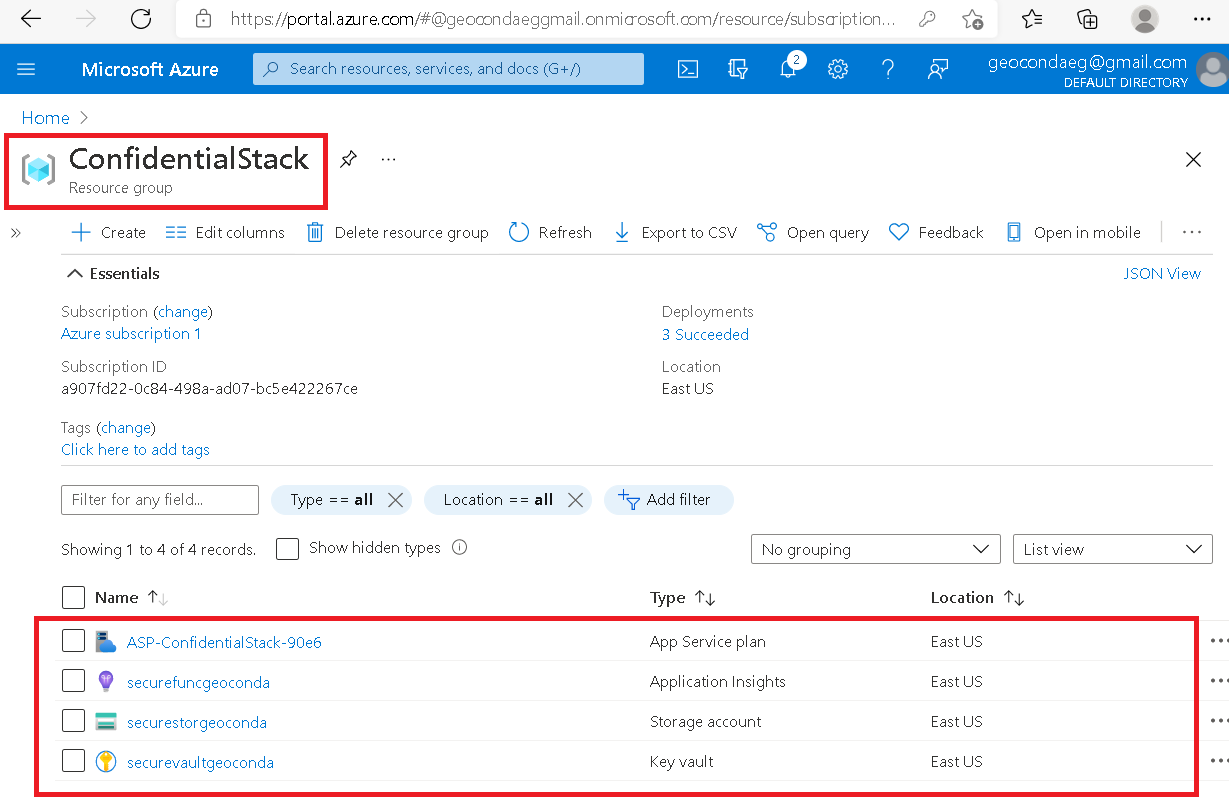 https://portal.azure.com/#@geocondaeggmail.onmicrosoft.com/resource/subscription...
Microsoft Azure
Search resources, services, and docs (G+/)
2
geocondaeg@gmail.com
DEFAULT DIRECTORY
Home
ConfidentialStack
Resource group
Create Edit columns Delete resource group Refresh Export to CSV Open query Feedback Open in mobile
Essentials
JSON View
Subscription (change)
Azure subscription 1
Deployments
3 Succeeded
Subscription ID
a907fd22-0c84-498a-ad07-bc5e422267ce
Location
East US
Tags (change)
Click here to add tags
Filter for any field... Type == all Location == all Add filter
Showing 1 to 4 of 4 records. Show hidden types No grouping List view
Name Type Location
ASP-ConfidentialStack-90e6 App Service plan East US
securefuncgeoconda Application Insights East US
securestorgeoconda Storage account East US
securevaultgeoconda Key vault East US